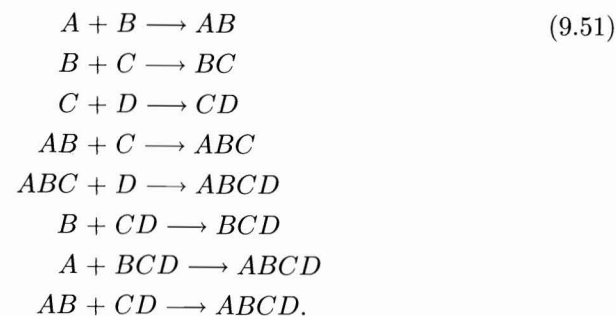 A + B ⟶ AB (9.51)
B + C ⟶ BC
C + D ⟶ CD
AB + C ⟶ ABC
ABC + D ⟶ ABCD
B + CD ⟶ BCD
A + BCD ⟶ ABCD
AB + CD ⟶ ABCD.